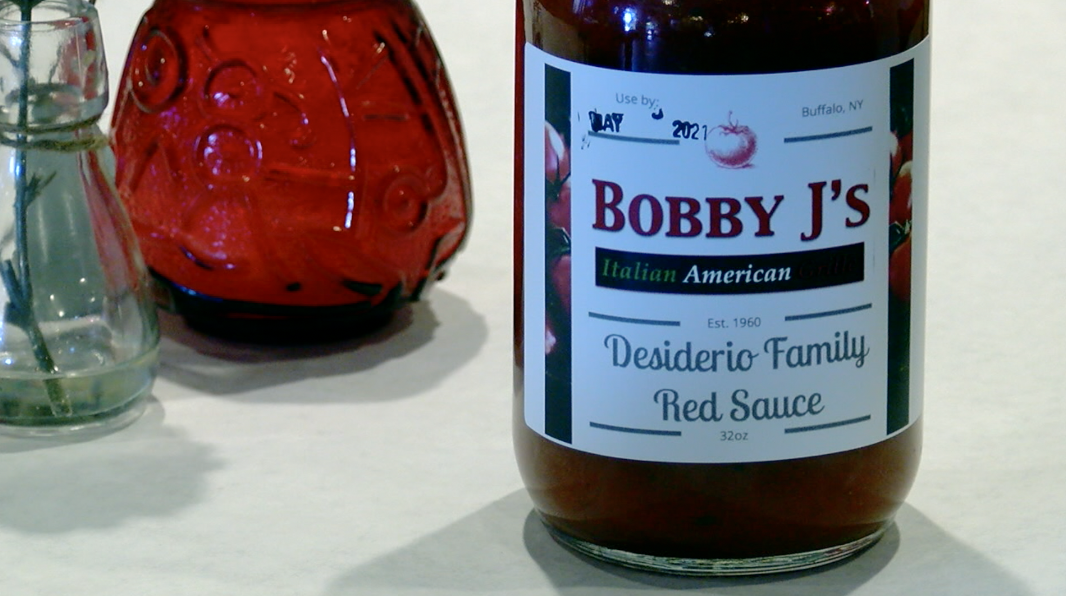 Use by:
Buffalo, NY
MAY 2021
BOBBY J'S
Italian American
Est. 1960
Desiderio Family
Red Sauce
32oz